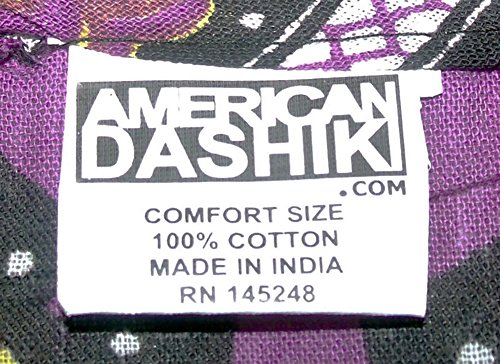 AMERICAN
DASHIKI
.COM
COMFORT SIZE
100% COTTON
MADE IN INDIA
RN 145248